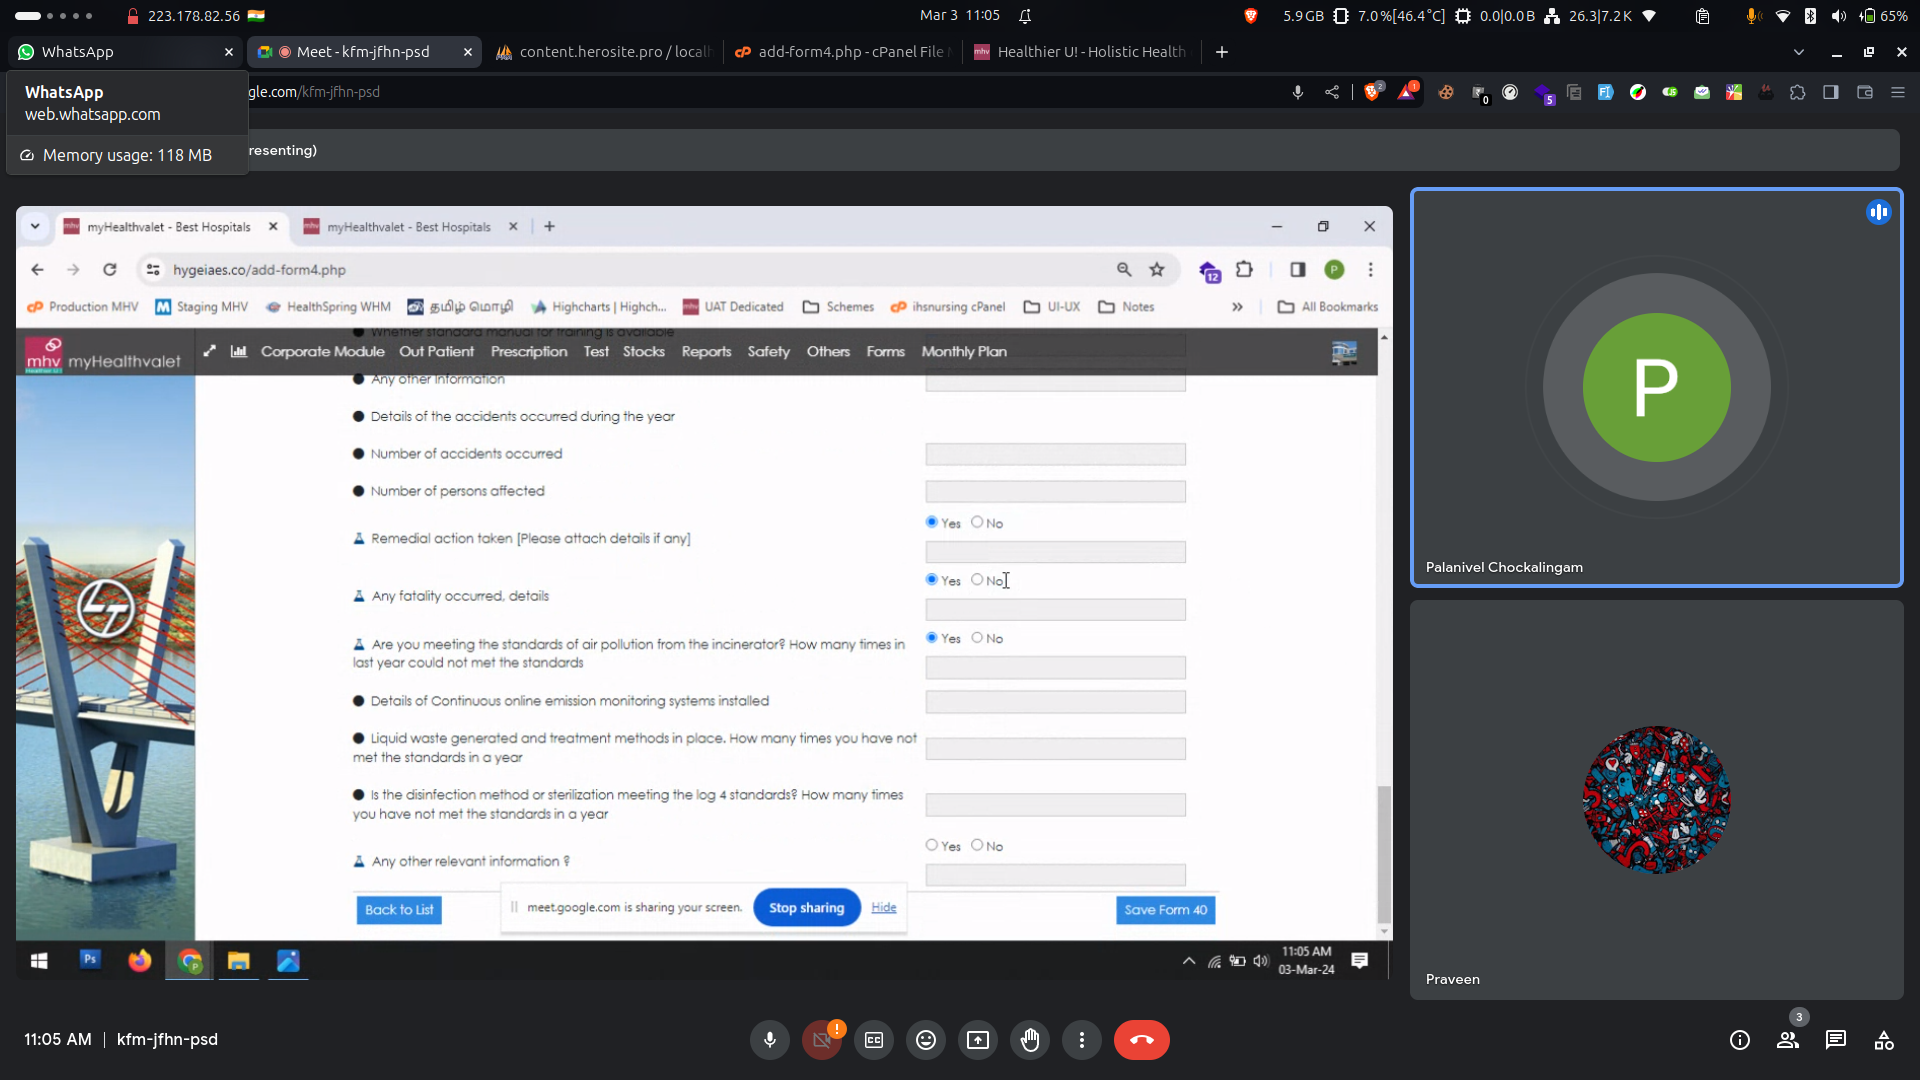 223.178.82.56
Mar 3 11:05
5.9GB 7.0%[46.4°C] 0.0|0.0B 26.3|7.2K 65%
WhatsApp
Meet - kfm-jfhn-psd
content.herosite.pro / local
add-form4.php - cPanel File
Healthier U! - Holistic Health
WhatsApp
web.whatsapp.com
Memory usage: 118 MB
gle.com/kfm-jfhn-psd
2 1 0 5
resenting)
myHealthvalet - Best Hospitals
myHealthvalet - Best Hospitals
hygeiaes.co/add-form4.php
12
P
Production MHV
Staging MHV
HealthSpring WHM
தமிழ் மொழி
Highcharts | Highch...
UAT Dedicated
Schemes
ihsnursing cPanel
UI-UX
Notes
All Bookmarks
Whether standard manual for training is available
mhv myHealthvalet
Corporate Module Out Patient Prescription Test Stocks Reports Safety Others Forms Monthly Plan
Any other information
Details of the accidents occurred during the year
Number of accidents occurred
Number of persons affected
Yes No
Remedial action taken [Please attach details if any]
Yes No
Any fatality occurred, details
Yes No
Are you meeting the standards of air pollution from the incinerator? How many times in
last year could not met the standards
Details of Continuous online emission monitoring systems installed
Liquid waste generated and treatment methods in place. How many times you have not
met the standards in a year
Is the disinfection method or sterilization meeting the log 4 standards? How many times
you have not met the standards in a year
Yes No
Any other relevant information ?
Back to List
meet.google.com is sharing your screen.
Stop sharing
Hide
Save Form 40
Ps
11:05 AM
03-Mar-24
P
Palanivel Chockalingam
Praveen
11:05 AM | kfm-jfhn-psd
3